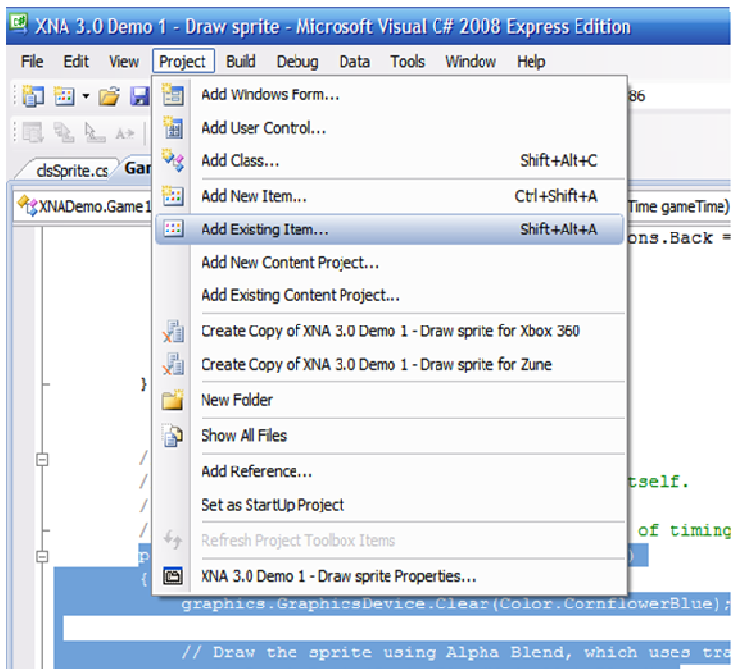 XNA 3.0 Demo 1 - Draw sprite - Microsoft Visual C# 2008 Express Edition
File Edit View Project Build Debug Data Tools Window Help
Add Windows Form...
86
Add User Control...
clsSprite.cs Gar
Add Class... Shift+Alt+C
XNADemo.Game1
Add New Item... Ctrl+Shift+A
Time gameTime)
Add Existing Item... Shift+Alt+A
ons.Back =
Add New Content Project...
Add Existing Content Project...
Create Copy of XNA 3.0 Demo 1 - Draw sprite for Xbox 360
Create Copy of XNA 3.0 Demo 1 - Draw sprite for Zune
}
New Folder
Show All Files
/
Add Reference...
/ tself.
Set as StartUp Project
/
/ of timing
Refresh Project Toolbox Items
p )
XNA 3.0 Demo 1 - Draw sprite Properties...
{
graphics.GraphicsDevice.Clear(Color.CornflowerBlue);
// Draw the sprite using Alpha Blend, which uses tra